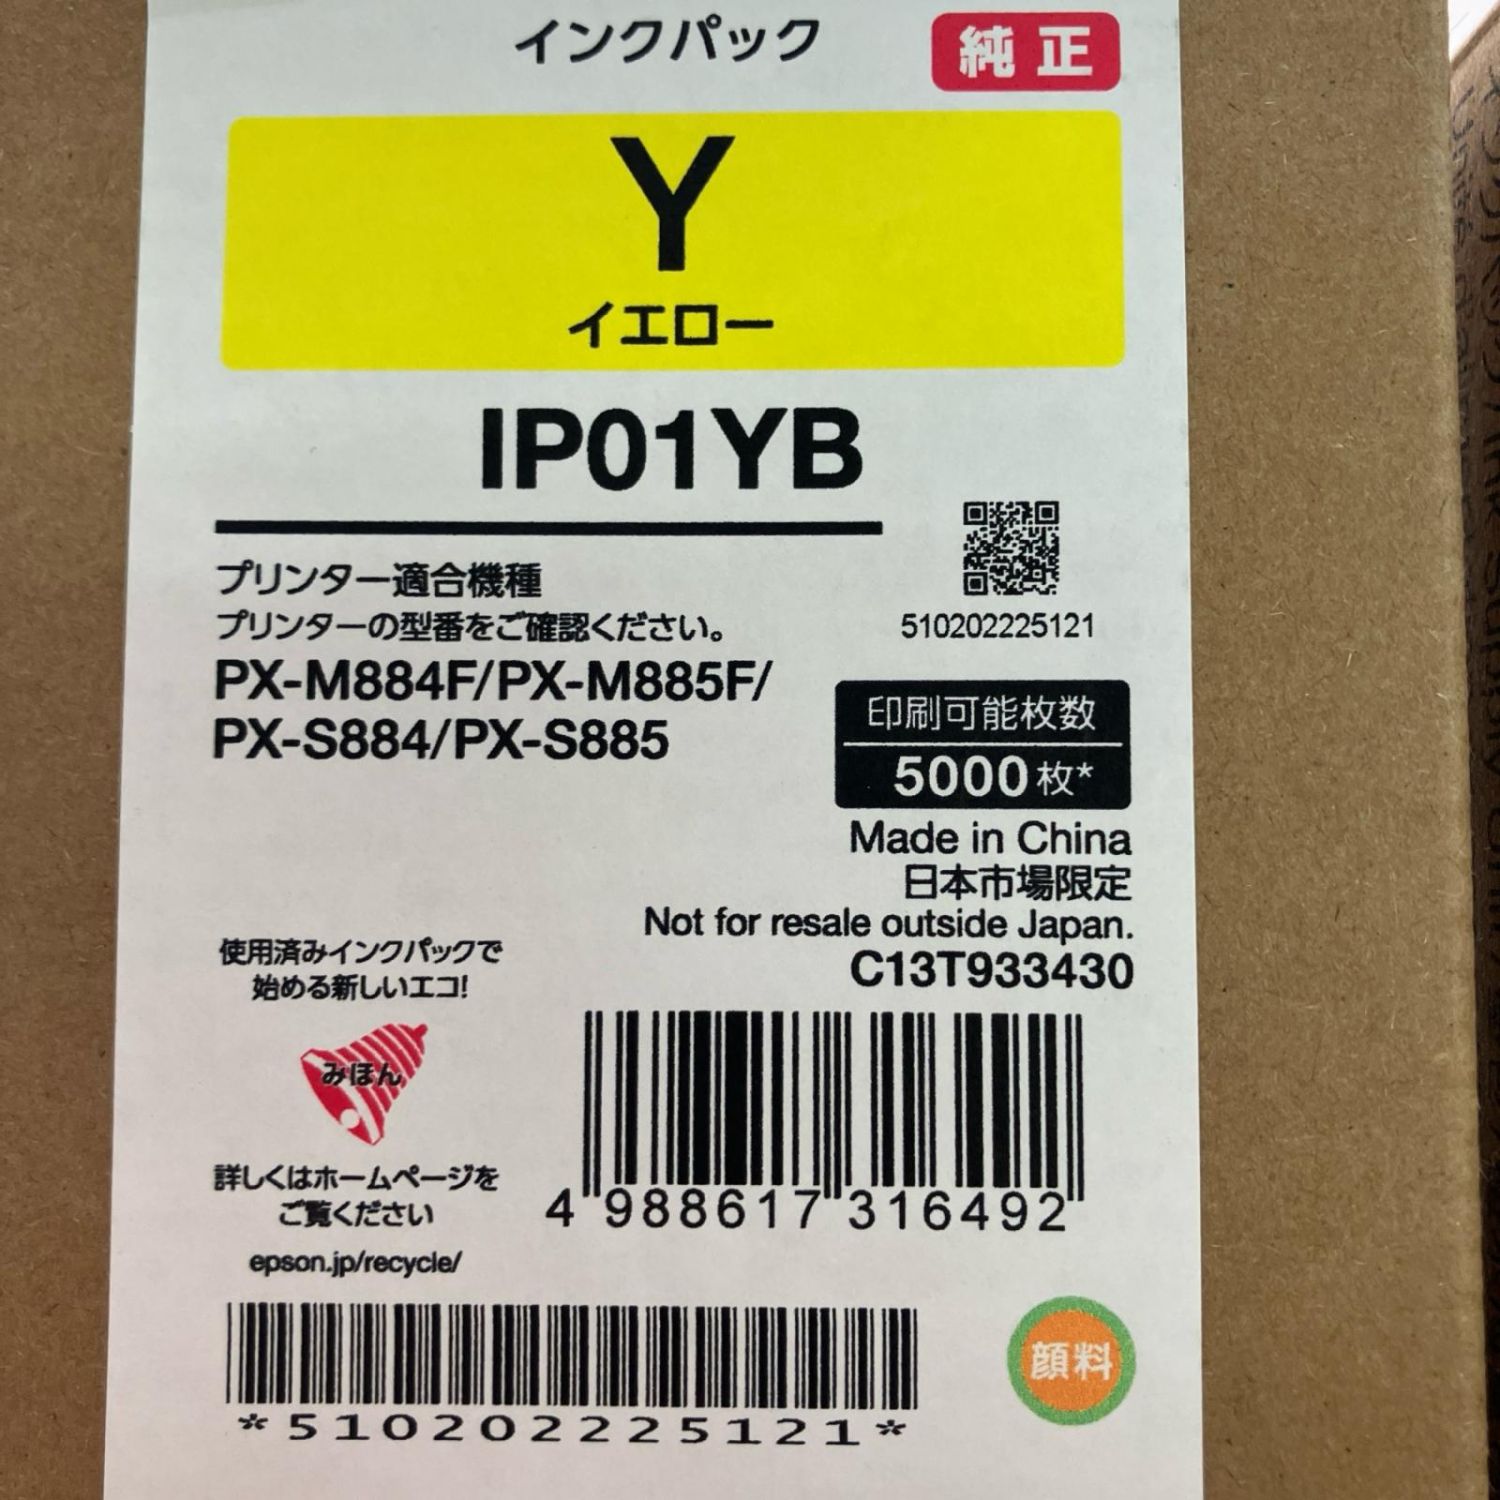 インクパック
純正
Y
イエロー
IP01YB
プリンター適合機種
プリンターの型番をご確認ください。
PX-M884F/PX-M885F/
PX-S884/PX-S885
510202225121
印刷可能枚数
5000枚*
Made in China
日本市場限定
Not for resale outside Japan.
C13T933430
使用済みインクパックで
始める新しいエコ!
みほん
詳しくはホームページを
ご覧ください
epson.jp/recycle/
4 988617 316492
*510202225121*
顔料